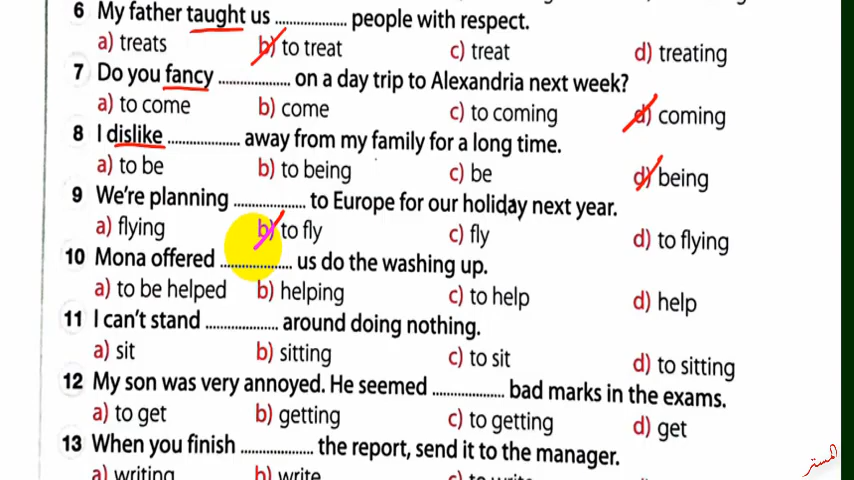 6 My father taught us .................... people with respect.
a) treats b) to treat c) treat d) treating
7 Do you fancy .................... on a day trip to Alexandria next week?
a) to come b) come c) to coming d) coming
8 I dislike .................... away from my family for a long time.
a) to be b) to being c) be d) being
9 We're planning .................... to Europe for our holiday next year.
a) flying b) to fly c) fly d) to flying
10 Mona offered .................... us do the washing up.
a) to be helped b) helping c) to help d) help
11 I can't stand .................... around doing nothing.
a) sit b) sitting c) to sit d) to sitting
12 My son was very annoyed. He seemed .................... bad marks in the exams.
a) to get b) getting c) to getting d) get
13 When you finish .................... the report, send it to the manager.
a) writing b) write c) to write
المستر